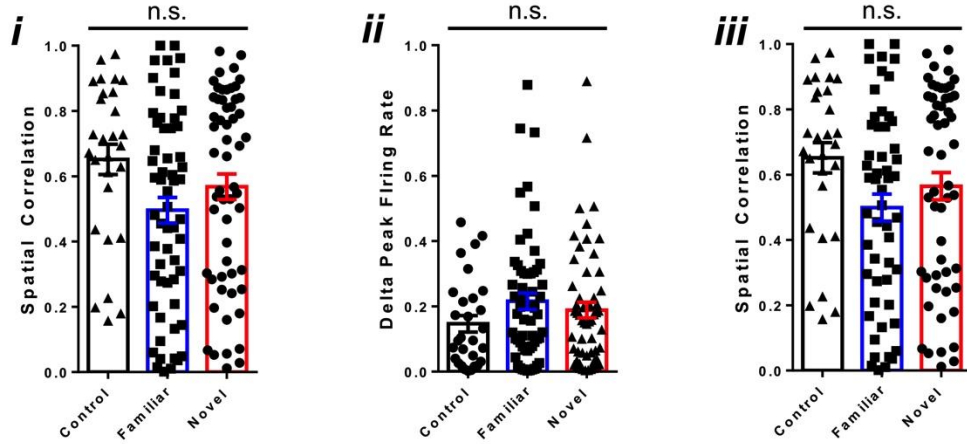 i
n.s.
Spatial Correlation
1.0
0.8
0.6
0.4
0.2
0.0
Control
Familiar
Novel
ii
n.s.
Delta Peak FIring Rate
1.0
0.8
0.6
0.4
0.2
0.0
Control
Familiar
Novel
iii
n.s.
Spatial Correlation
1.0
0.8
0.6
0.4
0.2
0.0
Control
Familiar
Novel